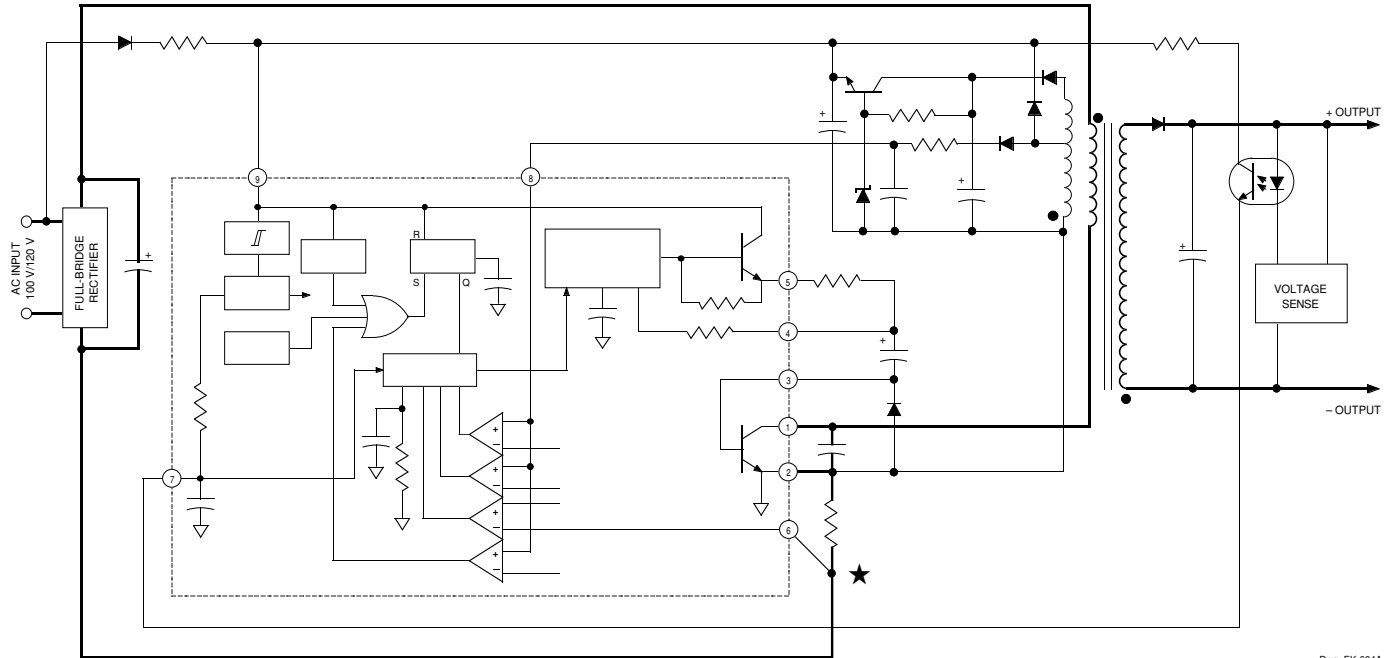 + OUTPUT
9
8
AC INPUT
100 V/120 V
FULL-BRIDGE
RECTIFIER
+
+
+
+
R
S
Q
5
VOLTAGE
SENSE
4
+
3
– OUTPUT
1
+
–
2
+
–
7
+
–
6
+
–